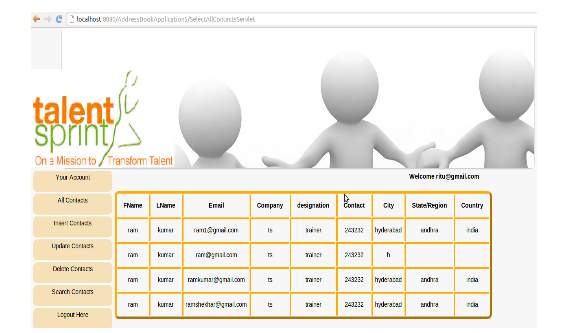 localhost:8080/AddressBookApplication5/SelectAllContactsServlet
talent
sprint
On a Mission to Transform Talent
Welcome ritu@gmail.com
Your Account
All Contacts
Insert Contacts
Update Contacts
Delete Contacts
Search Contacts
Logout Here
FName LName Email Company designation Contact City State/Region Country
ram kumar ram1@gmail.com ts trainer 243232 hyderabad andhra india
ram kumar ram@gmail.com ts trainer 243232 h
ram kumar ramkumar@gmail.com ts trainer 243232 hyderabad andhra india
ram kumar ramshekhar@gmail.com ts trainer 243232 hyderabad andhra india